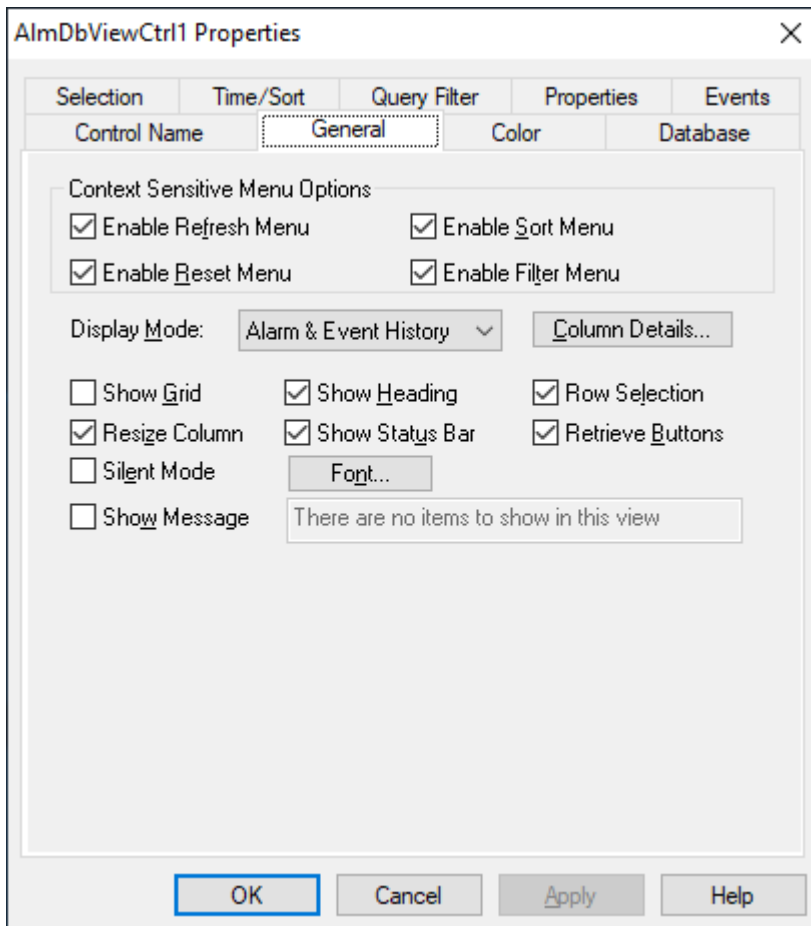 AlmDbViewCtrl1 Properties
Selection Time/Sort Query Filter Properties Events
Control Name General Color Database
Context Sensitive Menu Options
Enable Refresh Menu Enable Sort Menu
Enable Reset Menu Enable Filter Menu
Display Mode: Alarm & Event History Column Details...
Show Grid Show Heading Row Selection
Resize Column Show Status Bar Retrieve Buttons
Silent Mode Font...
Show Message There are no items to show in this view
OK Cancel Apply Help